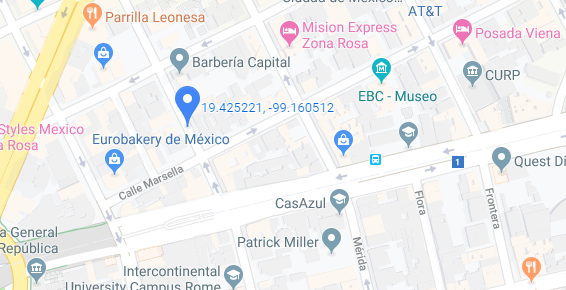 Ciudad de México...
Parrilla Leonesa
AT&T
Mision Express
Zona Rosa
Posada Viena
Barbería Capital
CURP
EBC - Museo
19.425221, -99.160512
Styles Mexico
a Rosa
Eurobakery de México
Calle Marsella
1
Quest Di
CasAzul
Flora
Frontera
a General
República
Patrick Miller
Mérida
Intercontinental
University Campus Rome